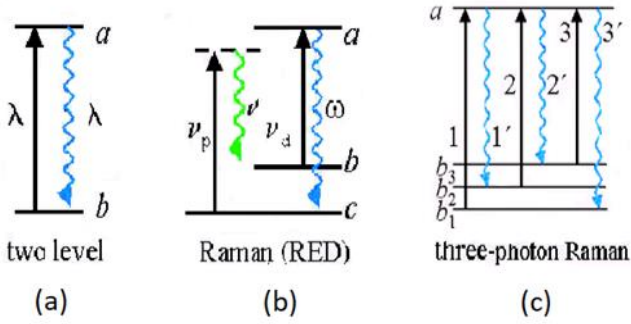 a a a
λ λ ν ν_p ν_d ω 1 1´ 2 2´ 3 3´
b b c b_3 b_2 b_1
two level Raman (RED) three-photon Raman
(a) (b) (c)